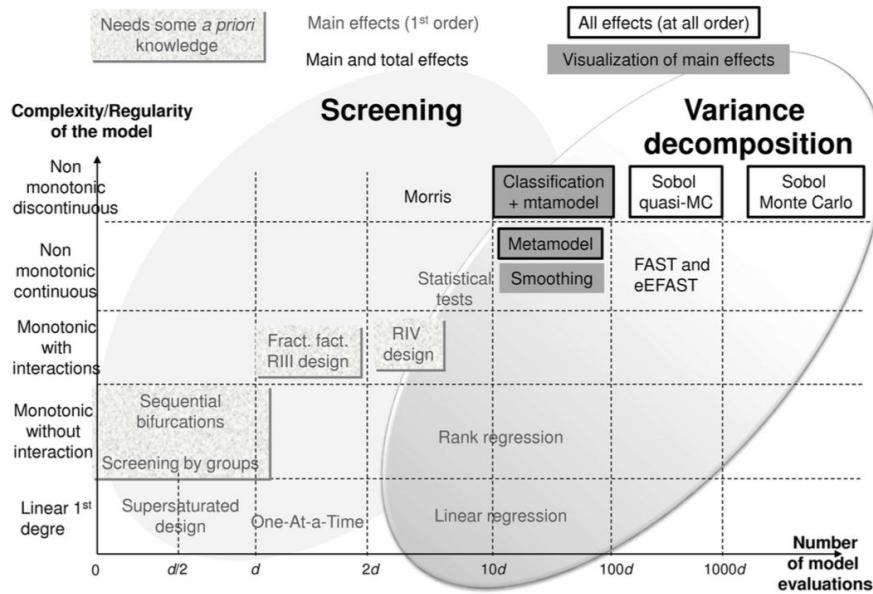 Needs some a priori
knowledge
Main effects (1st order)
All effects (at all order)
Main and total effects
Visualization of main effects
Complexity/Regularity
of the model
Screening
Variance
decomposition
Non
monotonic
discontinuous
Morris
Classification
+ mtamodel
Sobol
quasi-MC
Sobol
Monte Carlo
Non
monotonic
continuous
Statistical
tests
Metamodel
Smoothing
FAST and
eEFAST
Monotonic
with
interactions
Fract. fact.
RIII design
RIV
design
Monotonic
without
interaction
Sequential
bifurcations
Screening by groups
Rank regression
Linear 1st
degre
Supersaturated
design
One-At-a-Time
Linear regression
0
d/2
d
2d
10d
100d
1000d
Number
of model
evaluations